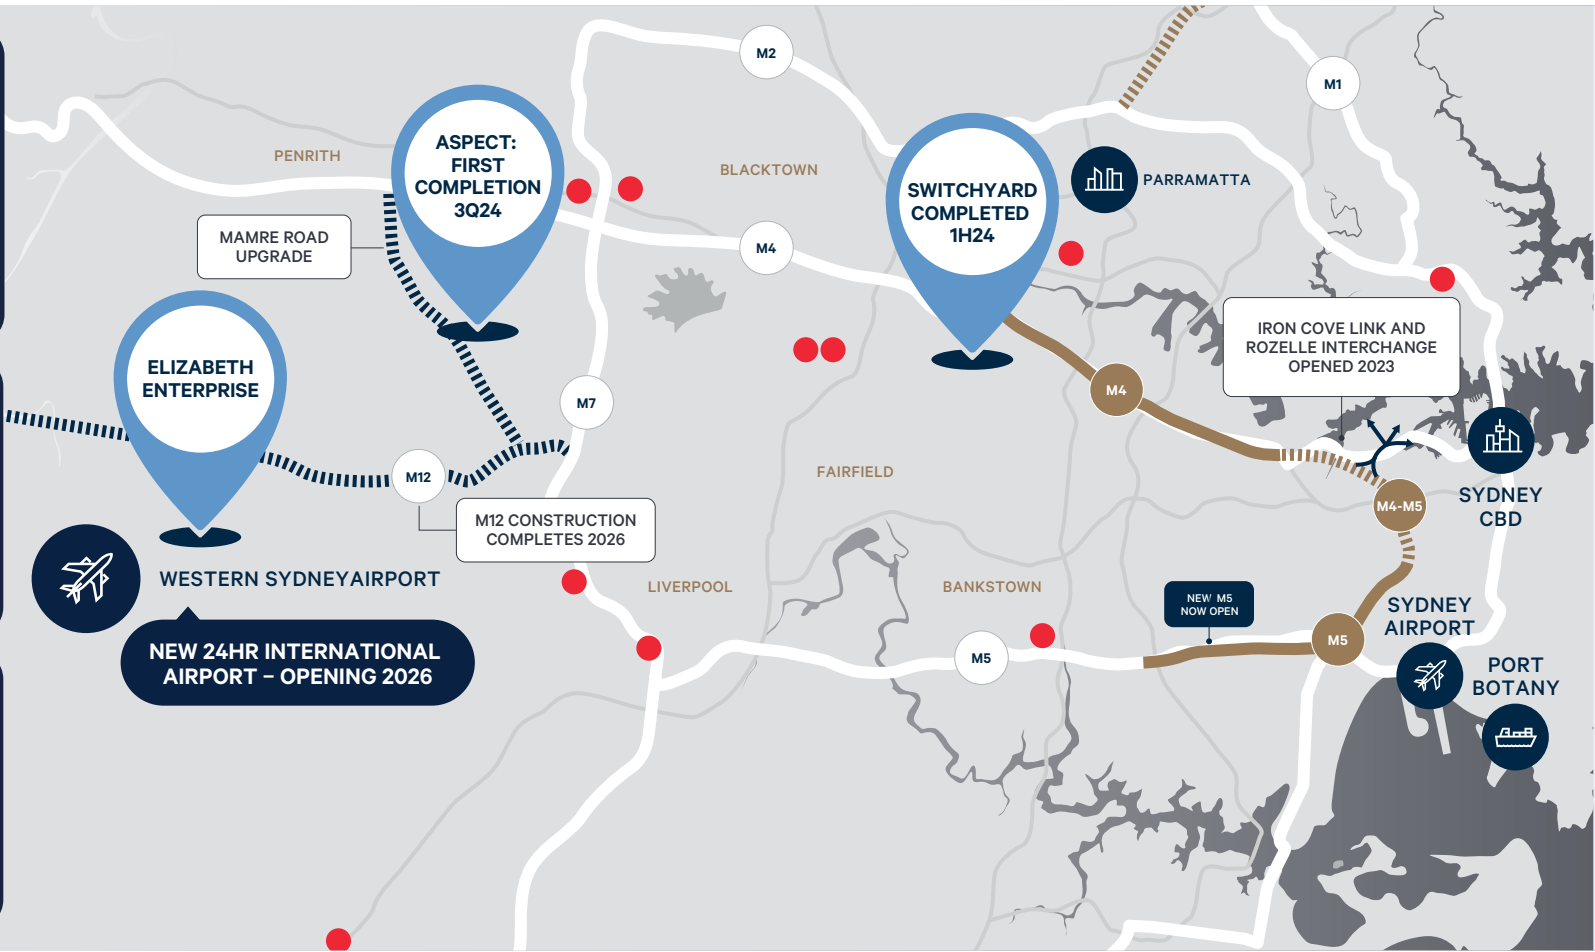 M2
M1
ASPECT:
FIRST
COMPLETION
3Q24
PENRITH
BLACKTOWN
SWITCHYARD
COMPLETED
1H24
PARRAMATTA
MAMRE ROAD
UPGRADE
M4
IRON COVE LINK AND
ROZELLE INTERCHANGE
OPENED 2023
ELIZABETH
ENTERPRISE
M4
M7
M12
FAIRFIELD
M4-M5
SYDNEY
CBD
M12 CONSTRUCTION
COMPLETES 2026
WESTERN SYDNEYAIRPORT
LIVERPOOL
BANKSTOWN
NEW M5
NOW OPEN
SYDNEY
AIRPORT
NEW 24HR INTERNATIONAL
AIRPORT – OPENING 2026
M5
M5
PORT
BOTANY